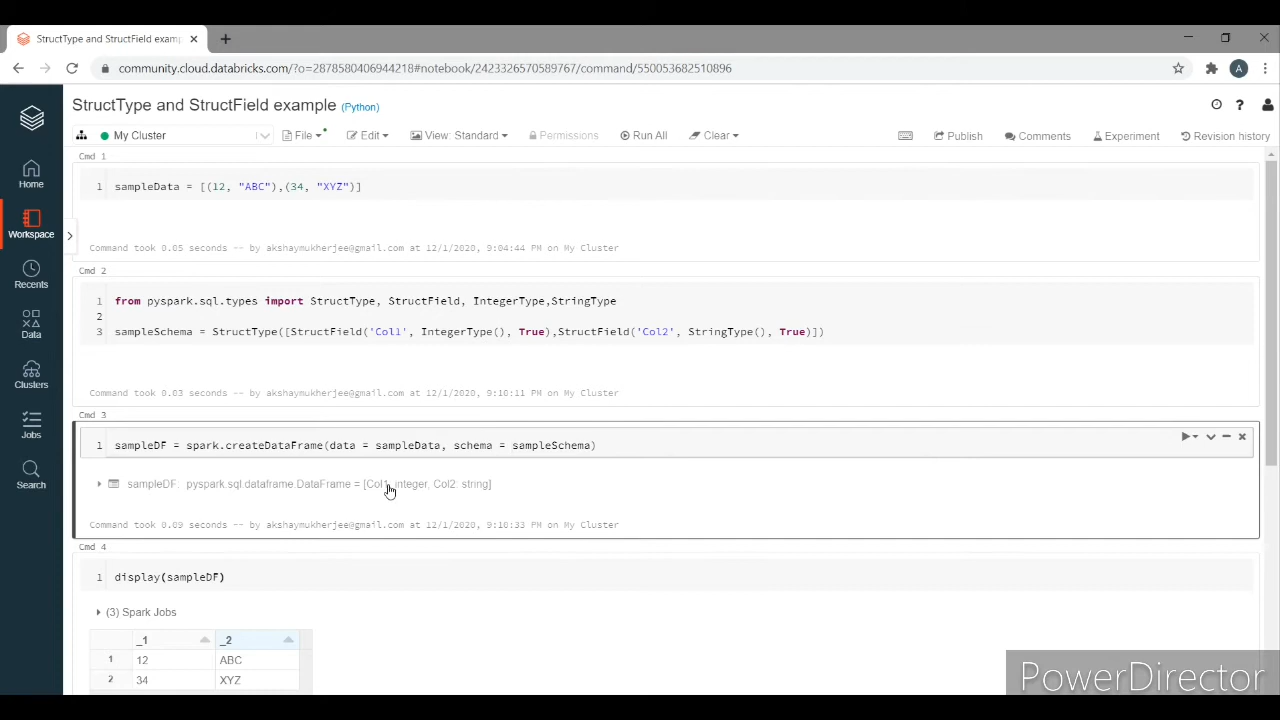 StructType and StructField examp
community.cloud.databricks.com/?o=2878580406944218#notebook/2423326570589767/command/550053682510896
A
StructType and StructField example (Python)
My Cluster
File
Edit
View: Standard
Permissions
Run All
Clear
Publish
Comments
Experiment
Revision history
Home
Workspace
Recents
Data
Clusters
Jobs
Search
Cmd 1
1 sampleData = [(12, "ABC"),(34, "XYZ")]
Command took 0.05 seconds -- by akshaymukherjee@gmail.com at 12/1/2020, 9:04:44 PM on My Cluster
Cmd 2
1 from pyspark.sql.types import StructType, StructField, IntegerType,StringType
2
3 sampleSchema = StructType([StructField('Col1', IntegerType(), True),StructField('Col2', StringType(), True)])
Command took 0.03 seconds -- by akshaymukherjee@gmail.com at 12/1/2020, 9:10:11 PM on My Cluster
Cmd 3
1 sampleDF = spark.createDataFrame(data = sampleData, schema = sampleSchema)
sampleDF: pyspark.sql.dataframe.DataFrame = [Col1: integer, Col2: string]
Command took 0.09 seconds -- by akshaymukherjee@gmail.com at 12/1/2020, 9:10:33 PM on My Cluster
Cmd 4
1 display(sampleDF)
(3) Spark Jobs
_1 _2
1 12 ABC
2 34 XYZ
PowerDirector